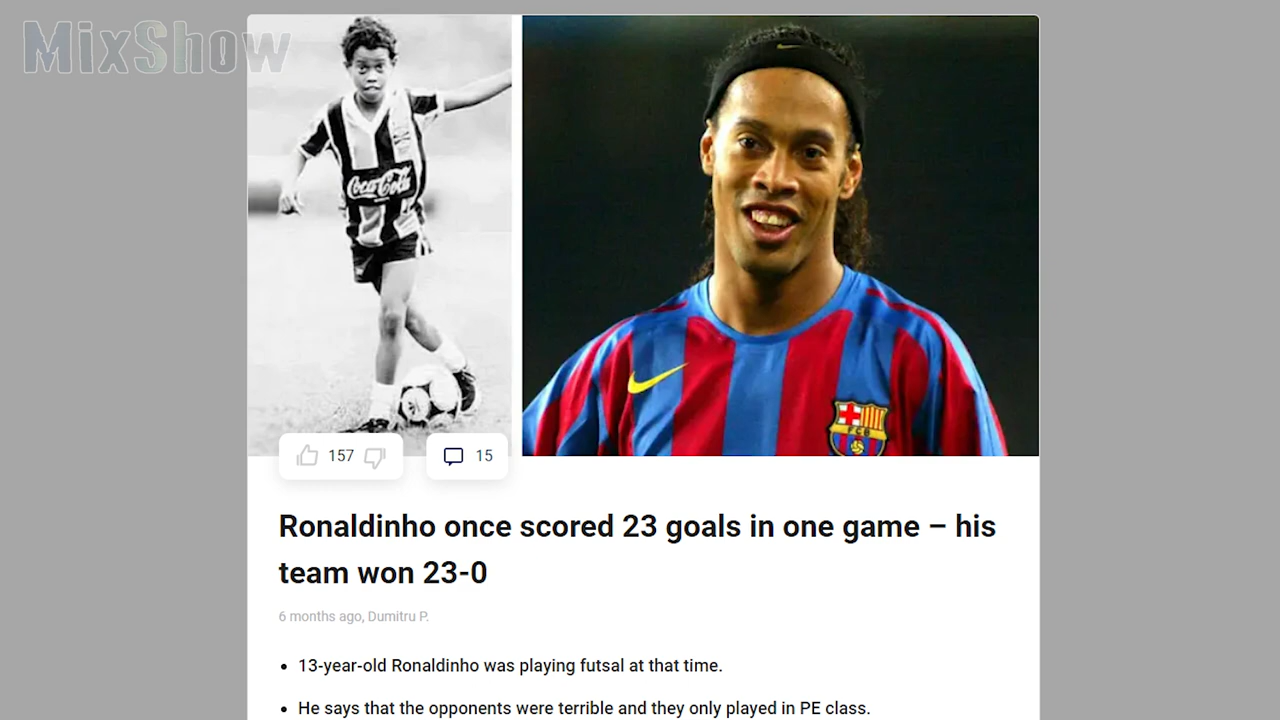 MixShow
Coca-Cola
FCB
157
15
Ronaldinho once scored 23 goals in one game – his
team won 23-0
6 months ago, Dumitru P.
• 13-year-old Ronaldinho was playing futsal at that time.
• He says that the opponents were terrible and they only played in PE class.